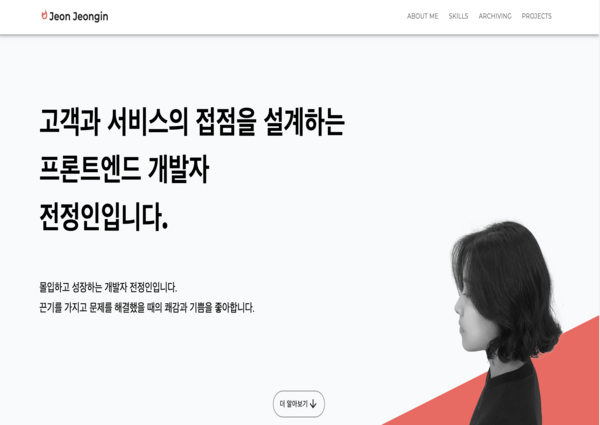 Jeon Jeongin
ABOUT ME SKILLS ARCHIVING PROJECTS
고객과 서비스의 접점을 설계하는
프론트엔드 개발자
전정인입니다.
몰입하고 성장하는 개발자 전정인입니다.
끈기를 가지고 문제를 해결했을 때의 쾌감과 기쁨을 좋아합니다.
더 알아보기